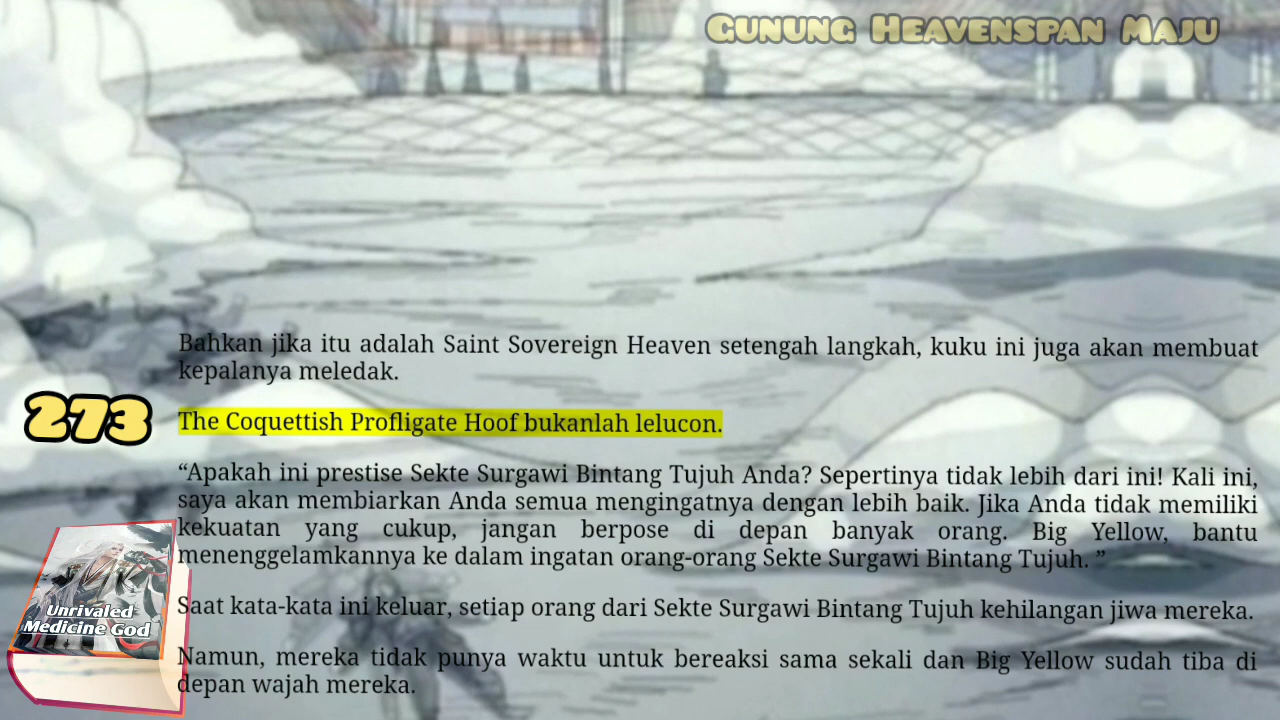 Gunung Heavenspan Maju
Bahkan jika itu adalah Saint Sovereign Heaven setengah langkah, kuku ini juga akan membuat
kepalanya meledak.
273
The Coquettish Profligate Hoof bukanlah lelucon.
“Apakah ini prestise Sekte Surgawi Bintang Tujuh Anda? Sepertinya tidak lebih dari ini! Kali ini,
saya akan membiarkan Anda semua mengingatnya dengan lebih baik. Jika Anda tidak memiliki
kekuatan yang cukup, jangan berpose di depan banyak orang. Big Yellow, bantu
menenggelamkannya ke dalam ingatan orang-orang Sekte Surgawi Bintang Tujuh. ”
Saat kata-kata ini keluar, setiap orang dari Sekte Surgawi Bintang Tujuh kehilangan jiwa mereka.
Namun, mereka tidak punya waktu untuk bereaksi sama sekali dan Big Yellow sudah tiba di
depan wajah mereka.
Unrivaled
Medicine God